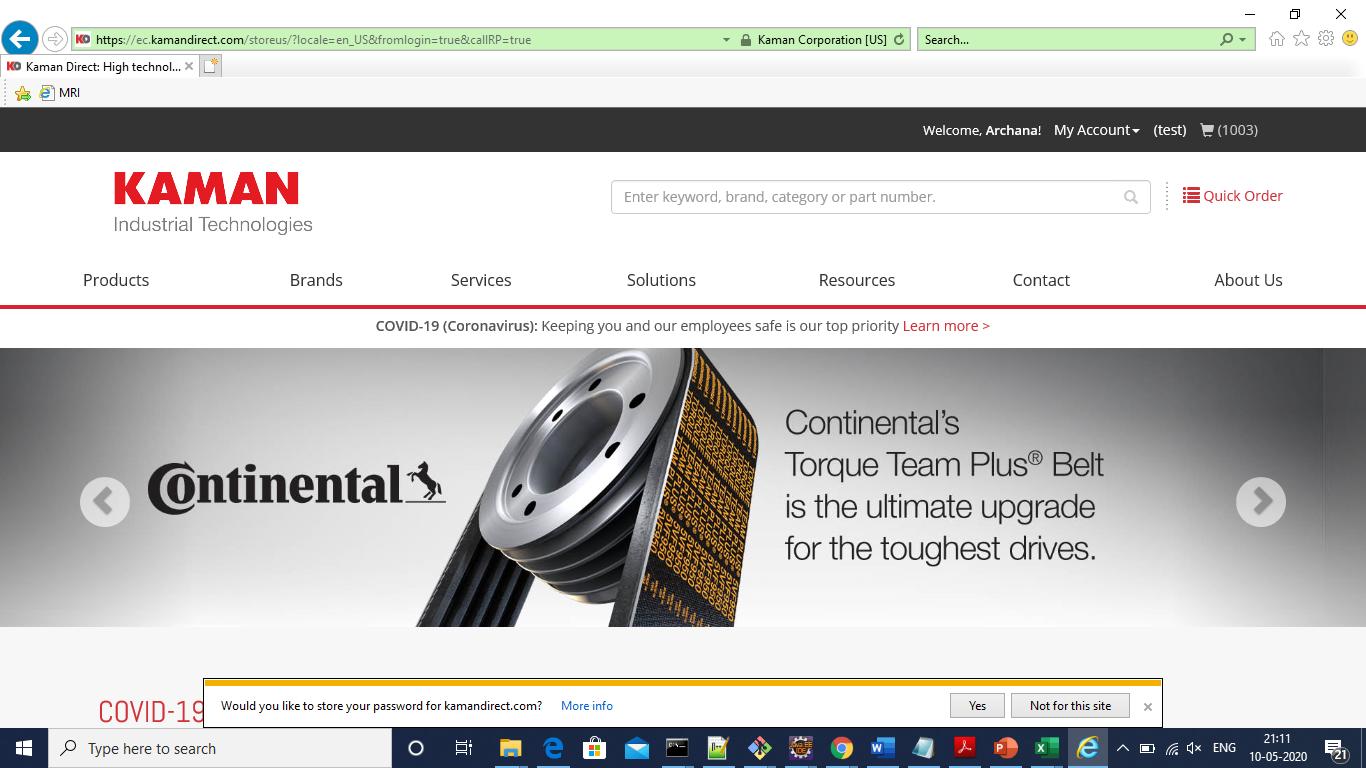 https://ec.kamandirect.com/storeus/?locale=en_US&fromlogin=true&callRP=true
Kaman Corporation [US]
Search...
KD Kaman Direct: High technol...
MRI
Welcome, Archana!
My Account
(test)
(1003)
KAMAN
Industrial Technologies
Enter keyword, brand, category or part number.
Quick Order
Products
Brands
Services
Solutions
Resources
Contact
About Us
COVID-19 (Coronavirus): Keeping you and our employees safe is our top priority Learn more >
Continental
Continental's
Torque Team Plus® Belt
is the ultimate upgrade
for the toughest drives.
COVID-19
Would you like to store your password for kamandirect.com?
More info
Yes
Not for this site
Type here to search
ENG
21:11
10-05-2020
21